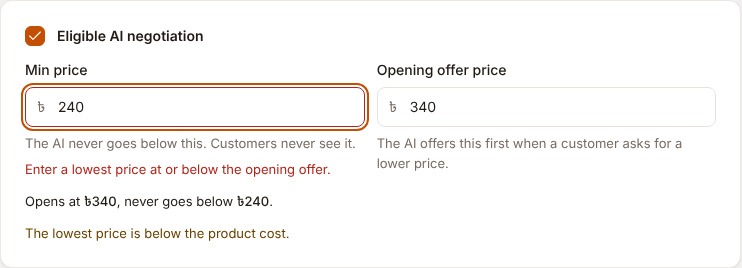 Eligible AI negotiation
Min price
Opening offer price
৳ 240
৳ 340
The AI never goes below this. Customers never see it.
The AI offers this first when a customer asks for a
lower price.
Enter a lowest price at or below the opening offer.
Opens at ৳340, never goes below ৳240.
The lowest price is below the product cost.